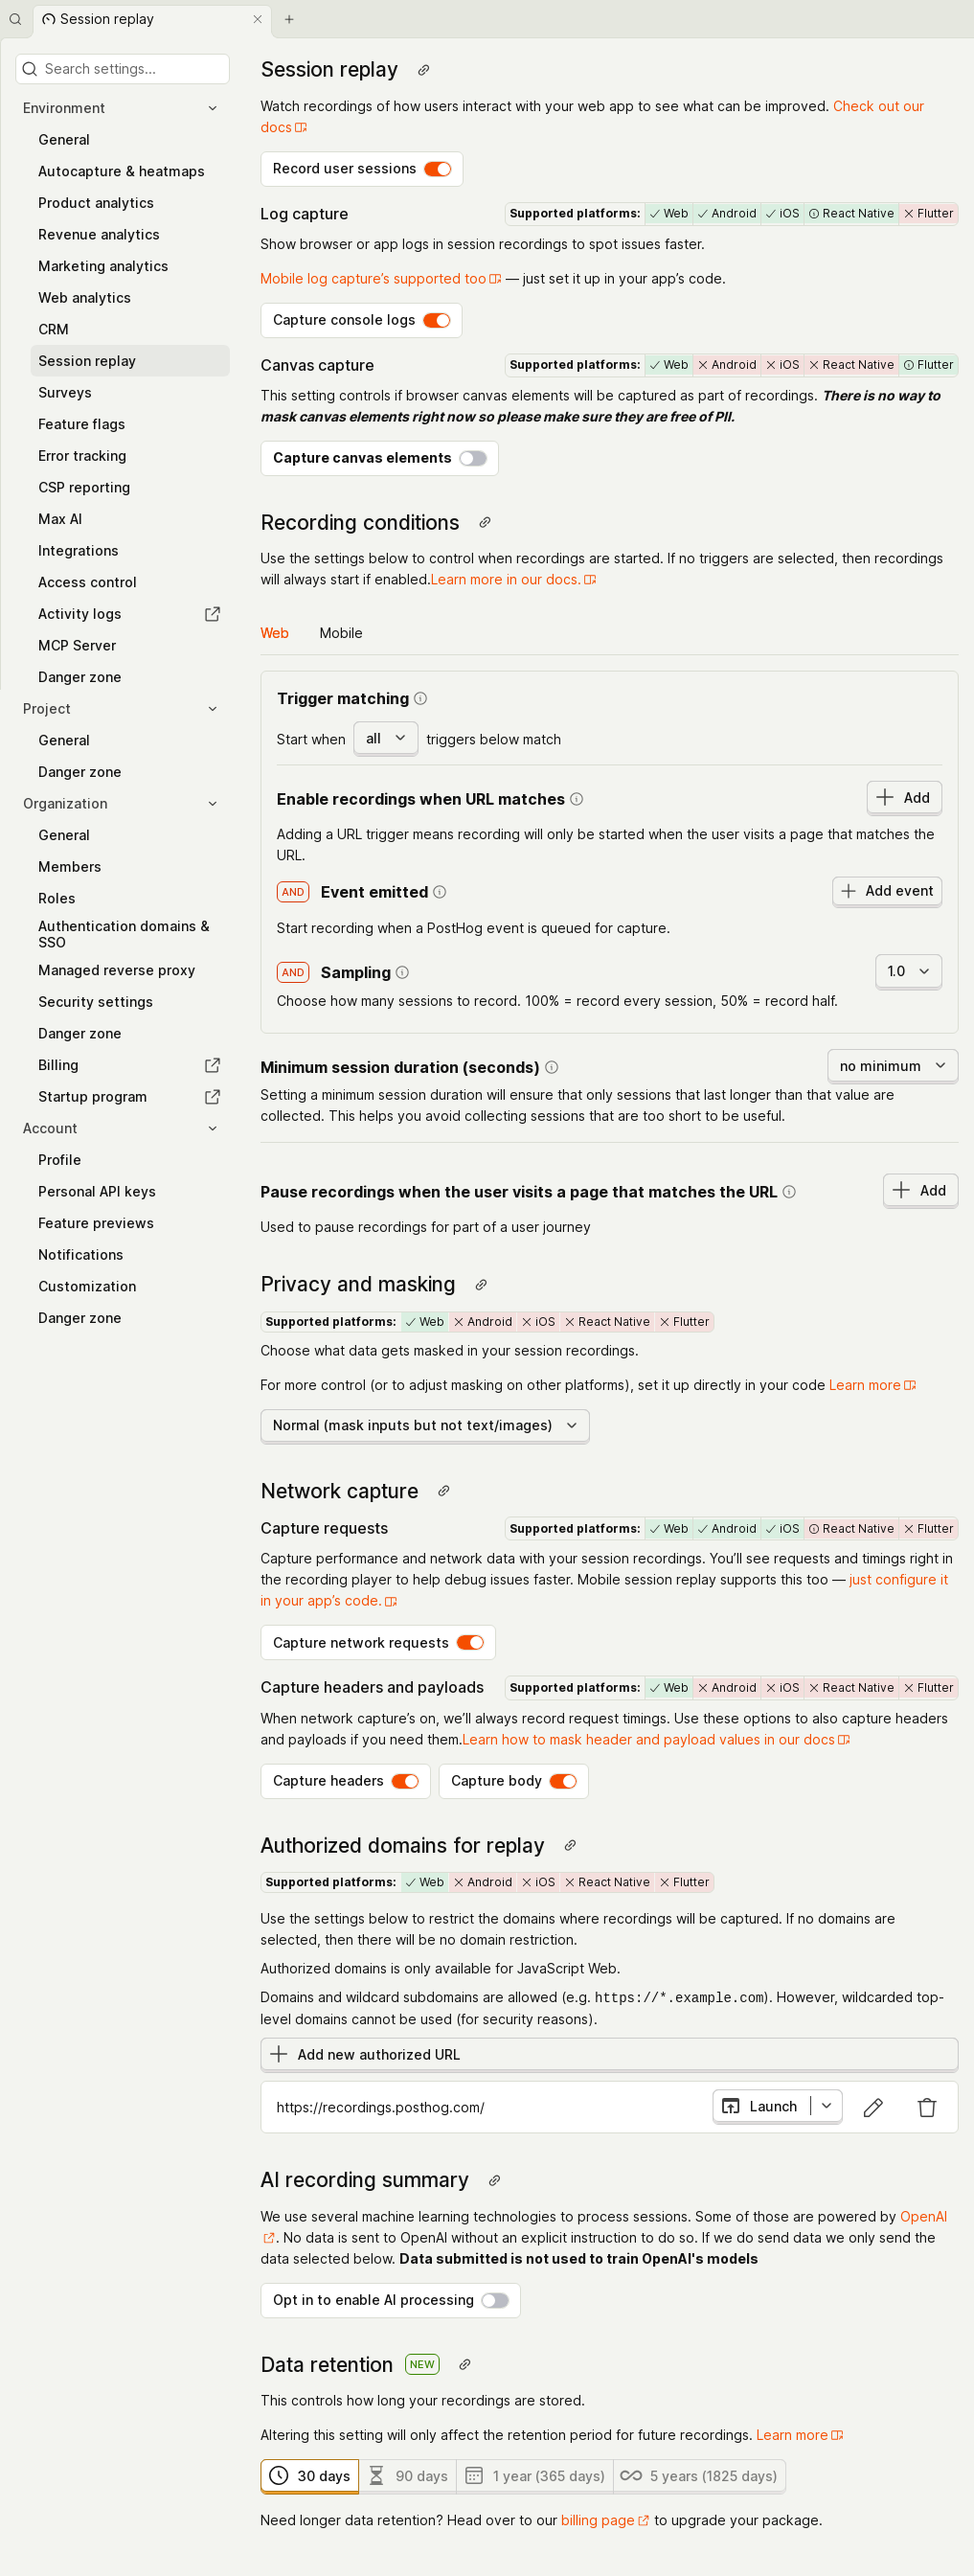 Session replay
Search settings...
Environment
General
Autocapture & heatmaps
Product analytics
Revenue analytics
Marketing analytics
Web analytics
CRM
Session replay
Surveys
Feature flags
Error tracking
CSP reporting
Max AI
Integrations
Access control
Activity logs
MCP Server
Danger zone
Project
General
Danger zone
Organization
General
Members
Roles
Authentication domains &
SSO
Managed reverse proxy
Security settings
Danger zone
Billing
Startup program
Account
Profile
Personal API keys
Feature previews
Notifications
Customization
Danger zone
Session replay
Watch recordings of how users interact with your web app to see what can be improved. Check out our
docs
Record user sessions
Log capture
Supported platforms: Web Android iOS React Native Flutter
Show browser or app logs in session recordings to spot issues faster.
Mobile log capture’s supported too — just set it up in your app’s code.
Capture console logs
Canvas capture
Supported platforms: Web Android iOS React Native Flutter
This setting controls if browser canvas elements will be captured as part of recordings. There is no way to
mask canvas elements right now so please make sure they are free of PII.
Capture canvas elements
Recording conditions
Use the settings below to control when recordings are started. If no triggers are selected, then recordings
will always start if enabled.Learn more in our docs.
Web Mobile
Trigger matching
Start when all triggers below match
Enable recordings when URL matches
Add
Adding a URL trigger means recording will only be started when the user visits a page that matches the
URL.
AND Event emitted
Add event
Start recording when a PostHog event is queued for capture.
AND Sampling
1.0
Choose how many sessions to record. 100% = record every session, 50% = record half.
Minimum session duration (seconds)
no minimum
Setting a minimum session duration will ensure that only sessions that last longer than that value are
collected. This helps you avoid collecting sessions that are too short to be useful.
Pause recordings when the user visits a page that matches the URL
Add
Used to pause recordings for part of a user journey
Privacy and masking
Supported platforms: Web Android iOS React Native Flutter
Choose what data gets masked in your session recordings.
For more control (or to adjust masking on other platforms), set it up directly in your code Learn more
Normal (mask inputs but not text/images)
Network capture
Capture requests
Supported platforms: Web Android iOS React Native Flutter
Capture performance and network data with your session recordings. You’ll see requests and timings right in
the recording player to help debug issues faster. Mobile session replay supports this too — just configure it
in your app’s code.
Capture network requests
Capture headers and payloads
Supported platforms: Web Android iOS React Native Flutter
When network capture’s on, we’ll always record request timings. Use these options to also capture headers
and payloads if you need them.Learn how to mask header and payload values in our docs
Capture headers Capture body
Authorized domains for replay
Supported platforms: Web Android iOS React Native Flutter
Use the settings below to restrict the domains where recordings will be captured. If no domains are
selected, then there will be no domain restriction.
Authorized domains is only available for JavaScript Web.
Domains and wildcard subdomains are allowed (e.g. https://*.example.com). However, wildcarded top-
level domains cannot be used (for security reasons).
Add new authorized URL
https://recordings.posthog.com/
Launch
AI recording summary
We use several machine learning technologies to process sessions. Some of those are powered by OpenAI
. No data is sent to OpenAI without an explicit instruction to do so. If we do send data we only send the
data selected below. Data submitted is not used to train OpenAI's models
Opt in to enable AI processing
Data retention NEW
This controls how long your recordings are stored.
Altering this setting will only affect the retention period for future recordings. Learn more
30 days 90 days 1 year (365 days) 5 years (1825 days)
Need longer data retention? Head over to our billing page to upgrade your package.